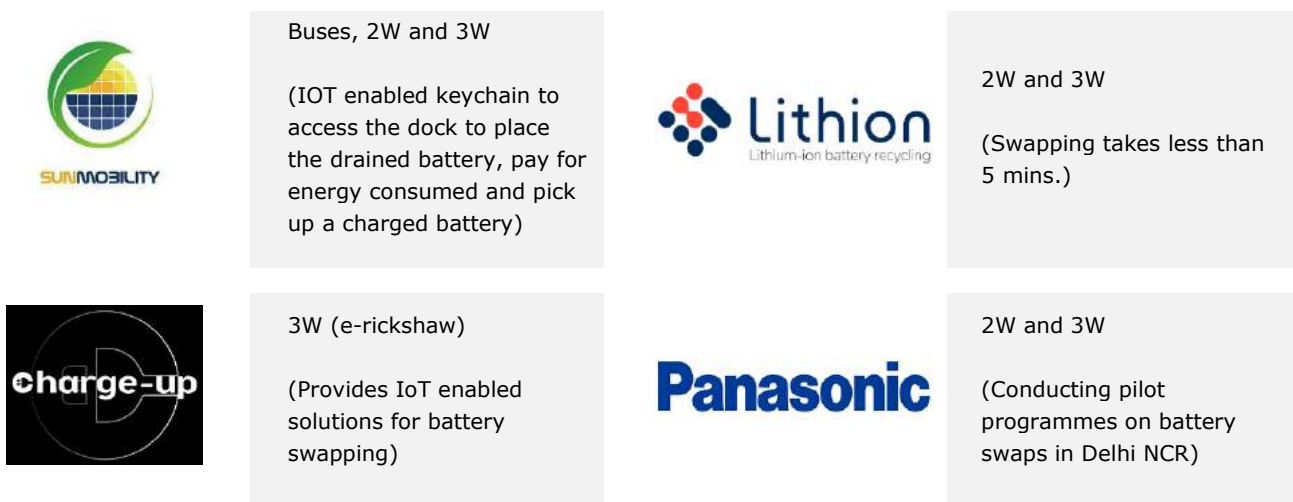 SUNMOBILITY
Buses, 2W and 3W
(IOT enabled keychain to
access the dock to place
the drained battery, pay for
energy consumed and pick
up a charged battery)
Lithion
Lithium-ion battery recycling
2W and 3W
(Swapping takes less than
5 mins.)
Charge-up
3W (e-rickshaw)
(Provides IoT enabled
solutions for battery
swapping)
Panasonic
2W and 3W
(Conducting pilot
programmes on battery
swaps in Delhi NCR)